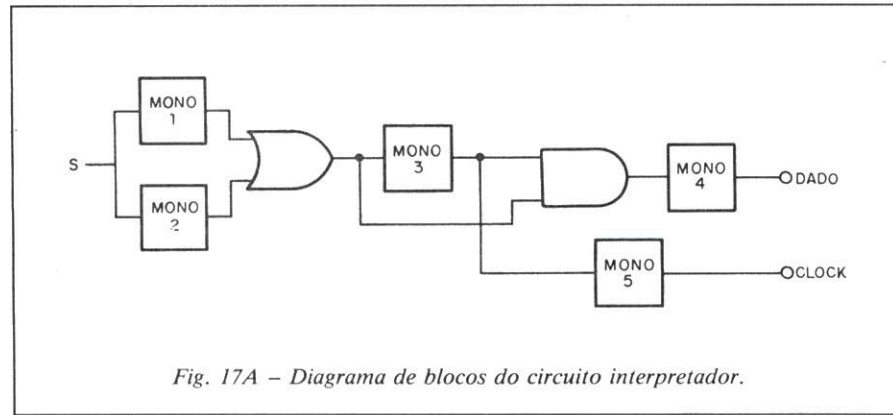 MONO
1
S
MONO
2
MONO
3
MONO
4
DADO
MONO
5
CLOCK
Fig. 17A – Diagrama de blocos do circuito interpretador.